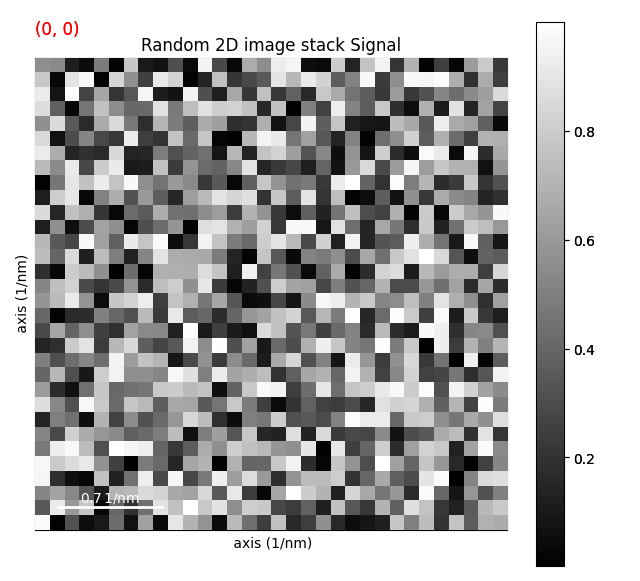 (0, 0)
Random 2D image stack Signal
0.8
0.6
0.4
0.2
axis (1/nm)
0.7 1/nm
axis (1/nm)